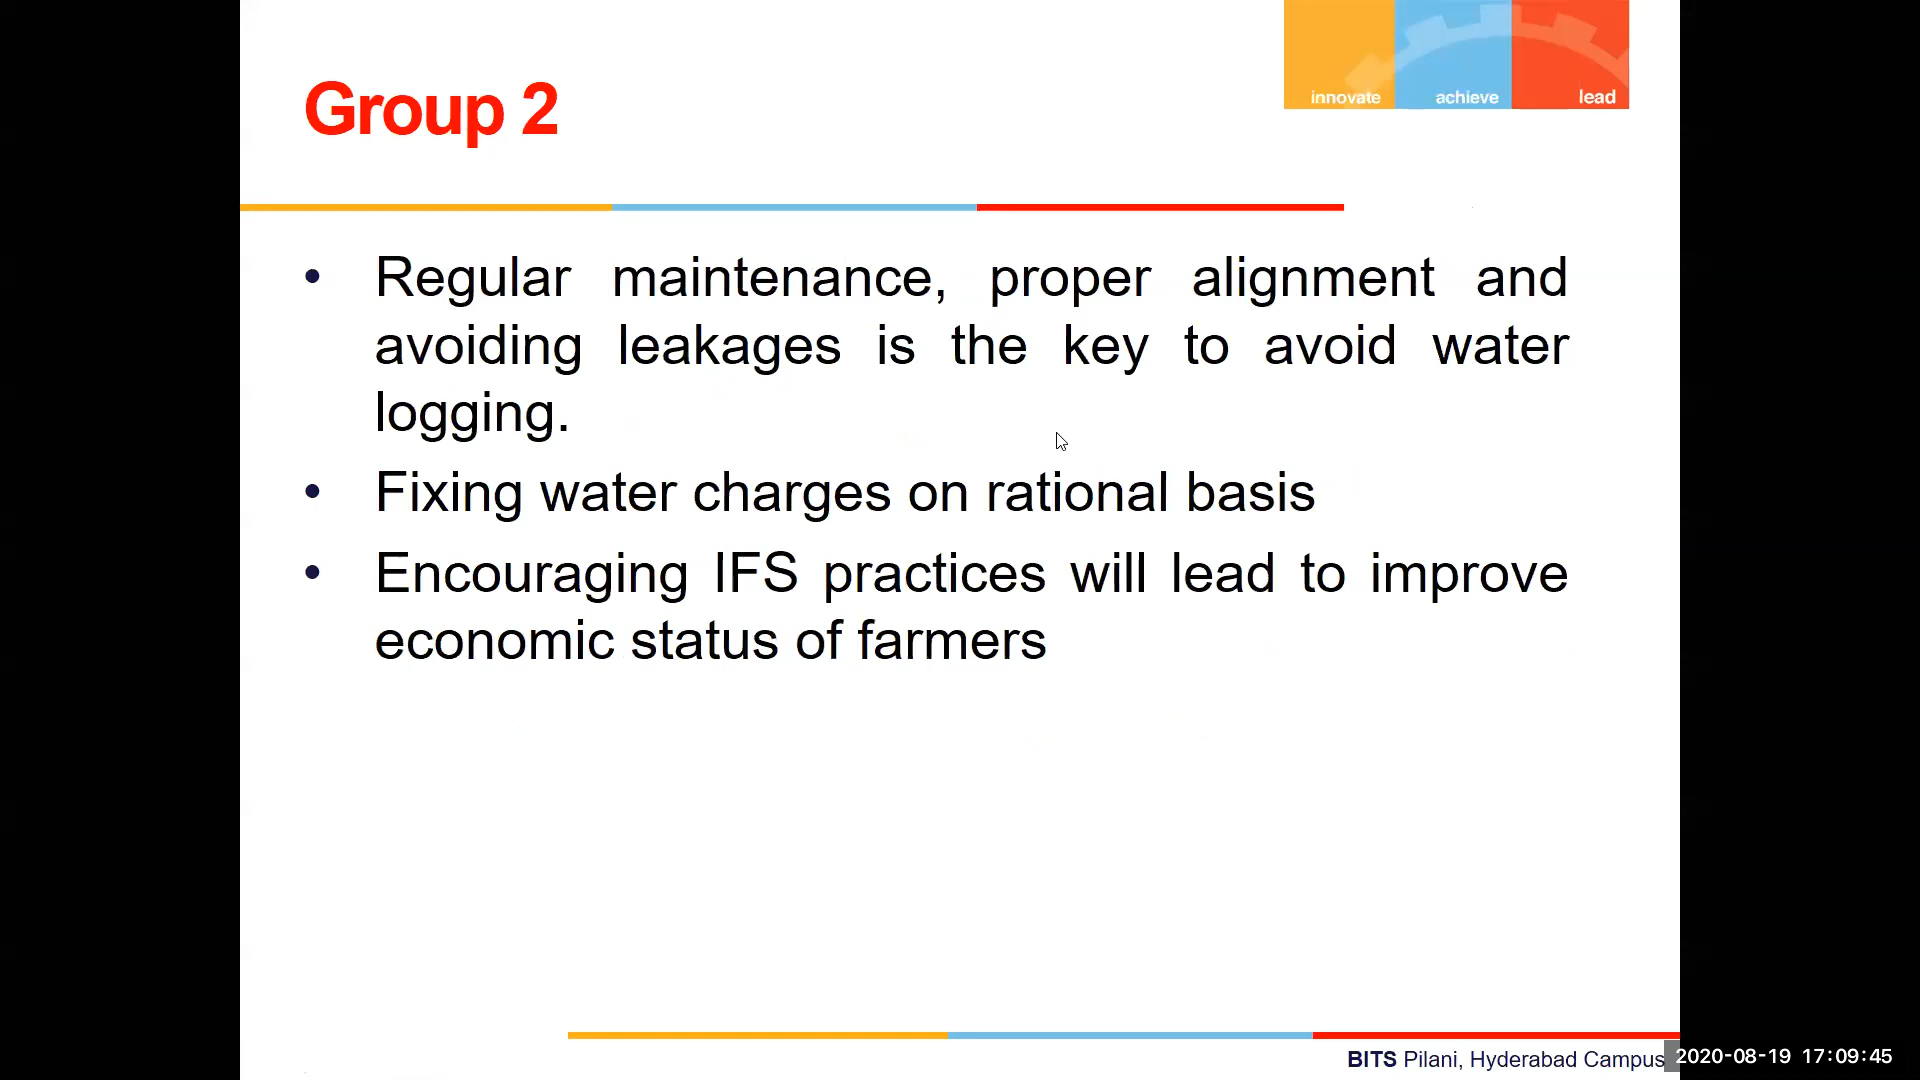 innovate achieve lead
Group 2
• Regular maintenance, proper alignment and
avoiding leakages is the key to avoid water
logging.
• Fixing water charges on rational basis
• Encouraging IFS practices will lead to improve
economic status of farmers
BITS Pilani, Hyderabad Campus
2020-08-19 17:09:45